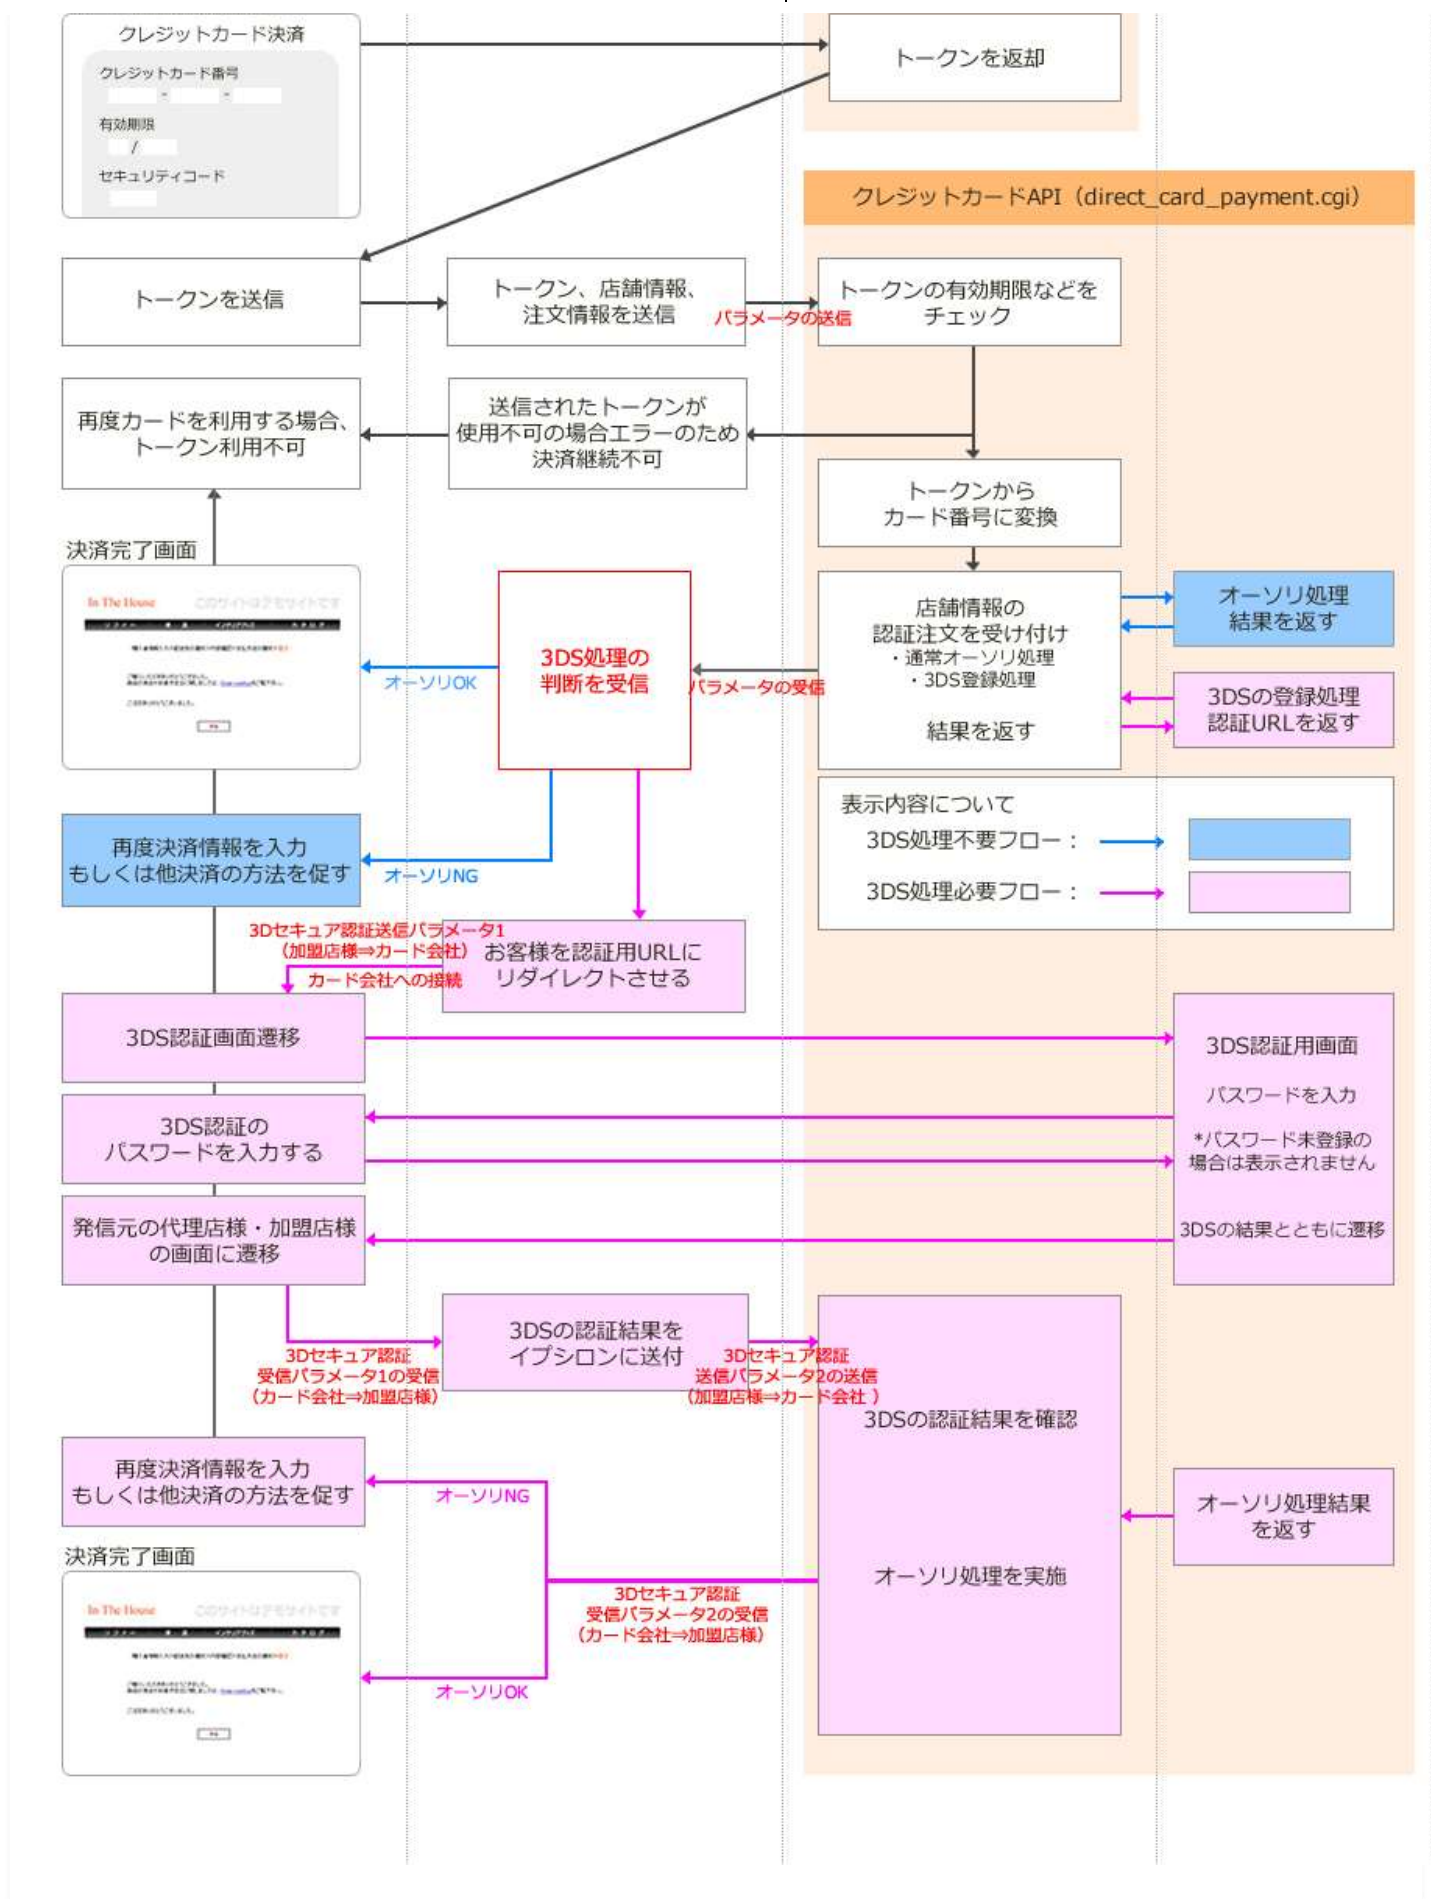 クレジットカード決済
クレジットカード番号
- -
有効期限
/
セキュリティコード
トークンを返却
クレジットカードAPI（direct_card_payment.cgi）
トークンを送信
トークン、店舗情報、
注文情報を送信
パラメータの送信
トークンの有効期限などを
チェック
再度カードを利用する場合、
トークン利用不可
送信されたトークンが
使用不可の場合エラーのため
決済継続不可
トークンから
カード番号に変換
決済完了画面
In The House
このサイトはデモサイトです
オーソリOK
3DS処理の
判断を受信
パラメータの受信
店舗情報の
認証注文を受け付け
・通常オーソリ処理
・3DS登録処理
結果を返す
オーソリ処理
結果を返す
3DSの登録処理
認証URLを返す
表示内容について
3DS処理不要フロー：
3DS処理必要フロー：
再度決済情報を入力
もしくは他決済の方法を促す
オーソリNG
3Dセキュア認証送信パラメータ1
（加盟店様⇒カード会社）
カード会社への接続
お客様を認証用URLに
リダイレクトさせる
3DS認証画面遷移
3DS認証用画面
パスワードを入力
*パスワード未登録の
場合は表示されません
3DSの結果とともに遷移
3DS認証の
パスワードを入力する
発信元の代理店様・加盟店様
の画面に遷移
3Dセキュア認証
受信パラメータ1の受信
（カード会社⇒加盟店様）
3DSの認証結果を
イプシロンに送付
3Dセキュア認証
送信パラメータ2の送信
（加盟店様⇒カード会社 ）
3DSの認証結果を確認
オーソリ処理を実施
オーソリ処理結果
を返す
再度決済情報を入力
もしくは他決済の方法を促す
オーソリNG
3Dセキュア認証
受信パラメータ2の受信
（カード会社⇒加盟店様）
決済完了画面
In The House
このサイトはデモサイトです
オーソリOK